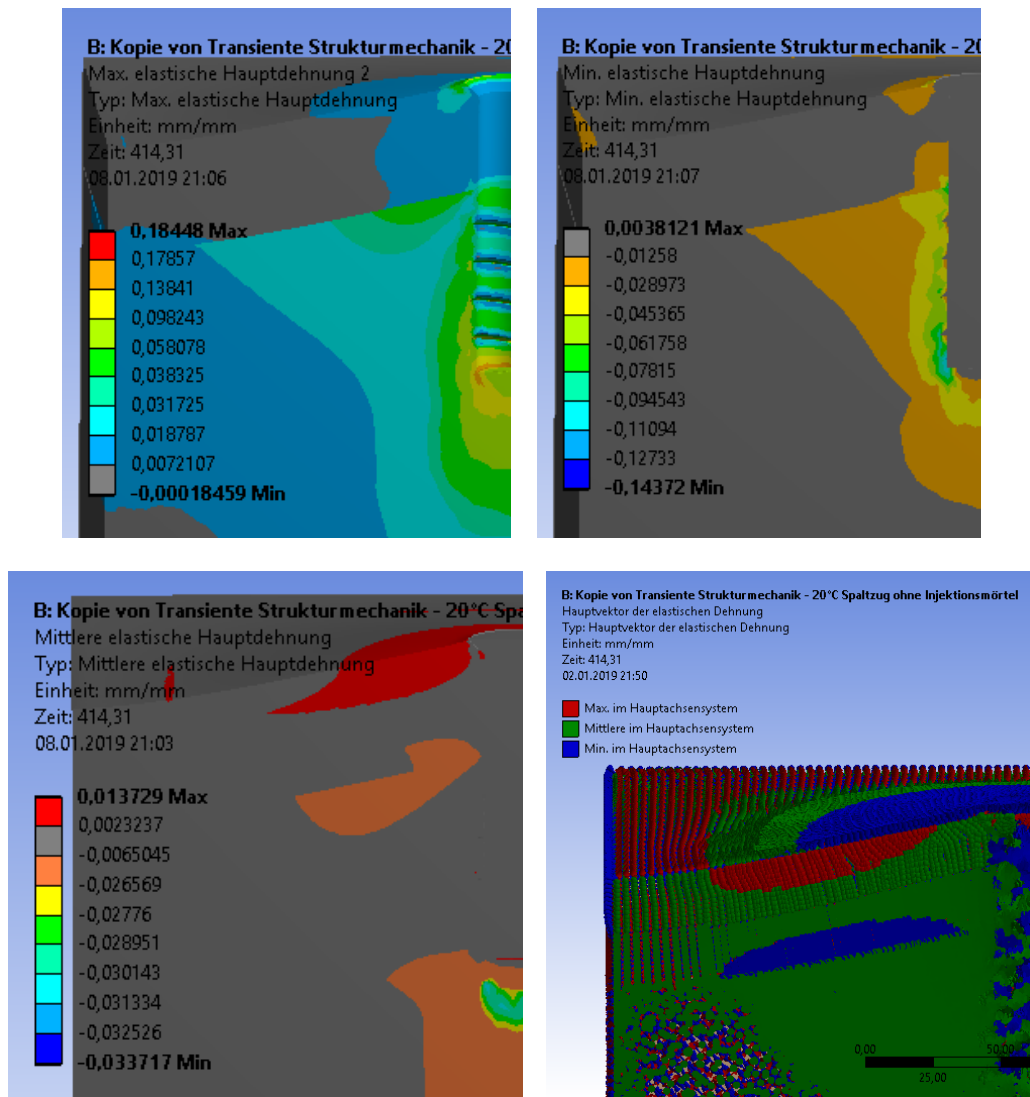 B: Kopie von Transiente Strukturmechanik - 20
Max. elastische Hauptdehnung 2
Typ: Max. elastische Hauptdehnung
Einheit: mm/mm
Zeit: 414,31
08.01.2019 21:06
0,18448 Max
0,17857
0,13841
0,098243
0,058078
0,038325
0,031725
0,018787
0,0072107
-0,00018459 Min
B: Kopie von Transiente Strukturmechanik - 20
Min. elastische Hauptdehnung
Typ: Min. elastische Hauptdehnung
Einheit: mm/mm
Zeit: 414,31
08.01.2019 21:07
0,0038121 Max
-0,01258
-0,028973
-0,045365
-0,061758
-0,07815
-0,094543
-0,11094
-0,12733
-0,14372 Min
B: Kopie von Transiente Strukturmechanik - 20°C Spa
Mittlere elastische Hauptdehnung
Typ: Mittlere elastische Hauptdehnung
Einheit: mm/mm
Zeit: 414,31
08.01.2019 21:03
0,013729 Max
0,0023237
-0,0065045
-0,026569
-0,02776
-0,028951
-0,030143
-0,031334
-0,032526
-0,033717 Min
B: Kopie von Transiente Strukturmechanik - 20°C Spaltzug ohne Injektionsmörtel
Hauptvektor der elastischen Dehnung
Typ: Hauptvektor der elastischen Dehnung
Einheit: mm/mm
Zeit: 414,31
02.01.2019 21:50
Max. im Hauptachsensystem
Mittlere im Hauptachsensystem
Min. im Hauptachsensystem
0,00 50,00
25,00